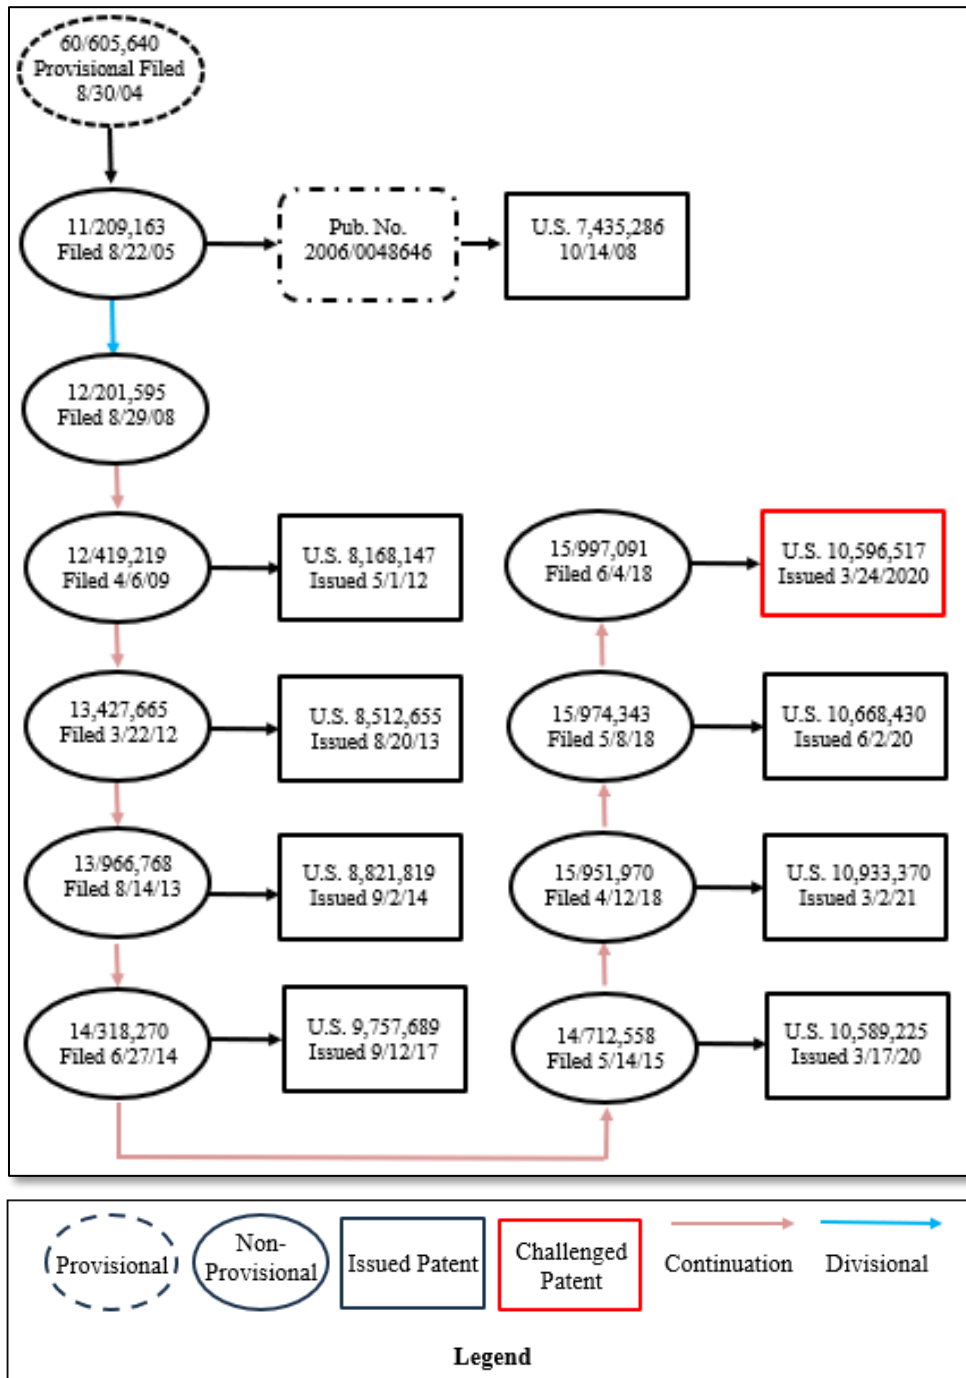 60/605,640
Provisional Filed
8/30/04
11/209,163
Filed 8/22/05
Pub. No.
2006/0048646
U.S. 7,435,286
10/14/08
12/201,595
Filed 8/29/08
12/419,219
Filed 4/6/09
U.S. 8,168,147
Issued 5/1/12
15/997,091
Filed 6/4/18
U.S. 10,596,517
Issued 3/24/2020
13,427,665
Filed 3/22/12
U.S. 8,512,655
Issued 8/20/13
15/974,343
Filed 5/8/18
U.S. 10,668,430
Issued 6/2/20
13/966,768
Filed 8/14/13
U.S. 8,821,819
Issued 9/2/14
15/951,970
Filed 4/12/18
U.S. 10,933,370
Issued 3/2/21
14/318,270
Filed 6/27/14
U.S. 9,757,689
Issued 9/12/17
14/712,558
Filed 5/14/15
U.S. 10,589,225
Issued 3/17/20
Provisional
Non-
Provisional
Issued Patent
Challenged
Patent
Continuation
Divisional
Legend